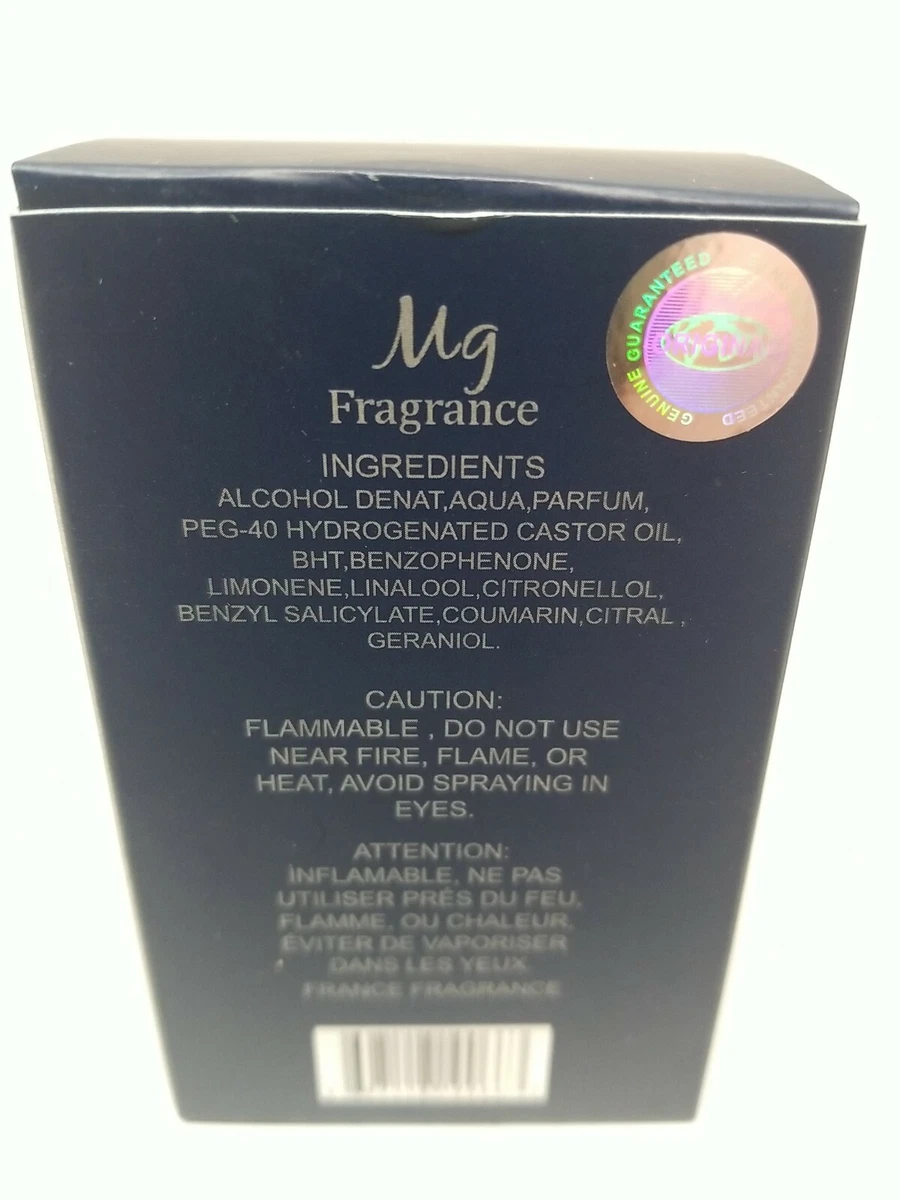 Mg
Fragrance
GENUINE GUARANTEED
INGREDIENTS
ALCOHOL DENAT,AQUA,PARFUM,
PEG-40 HYDROGENATED CASTOR OIL,
BHT,BENZOPHENONE,
LIMONENE,LINALOOL,CITRONELLOL,
BENZYL SALICYLATE,COUMARIN,CITRAL ,
GERANIOL.
CAUTION:
FLAMMABLE , DO NOT USE
NEAR FIRE, FLAME, OR
HEAT, AVOID SPRAYING IN
EYES.
ATTENTION:
INFLAMABLE, NE PAS
UTILISER PRÉS DU FEU,
FLAMME, OU CHALEUR.
ÉVITER DE VAPORISER
DANS LES YEUX.
FRANCE FRAGRANCE